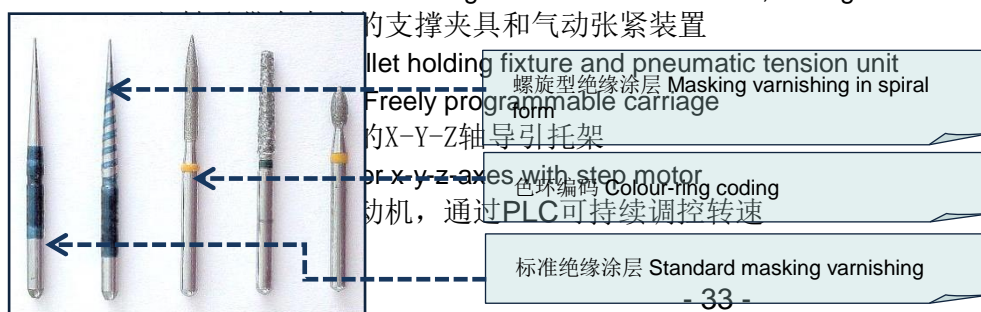 的支撑夹具和气动张紧装置
llet holding fixture and pneumatic tension unit
螺旋型绝缘涂层 Masking varnishing in spiral
form
Freely programmable carriage
的X-Y-Z轴导引托架
or x-y-z-axes with step motor
色环编码 Colour-ring coding
动机，通过PLC可持续调控转速
标准绝缘涂层 Standard masking varnishing
- 33 -